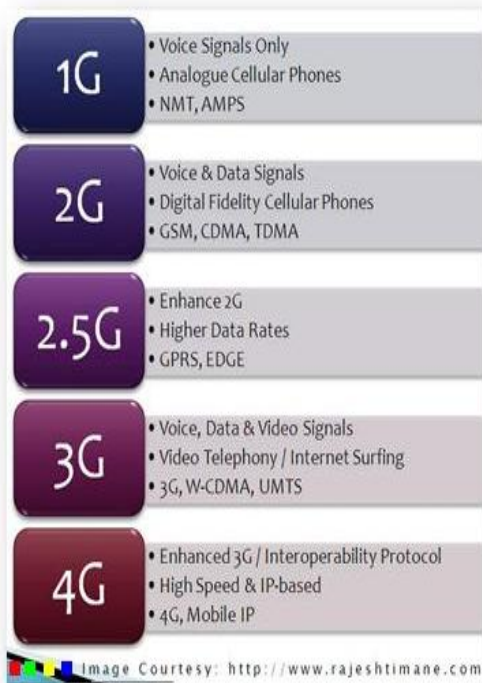 1G
• Voice Signals Only
• Analogue Cellular Phones
• NMT, AMPS
2G
• Voice & Data Signals
• Digital Fidelity Cellular Phones
• GSM, CDMA, TDMA
2.5G
• Enhance 2G
• Higher Data Rates
• GPRS, EDGE
3G
• Voice, Data & Video Signals
• Video Telephony / Internet Surfing
• 3G, W-CDMA, UMTS
4G
• Enhanced 3G / Interoperability Protocol
• High Speed & IP-based
• 4G, Mobile IP
Image Courtesy: http://www.rajeshtimane.com